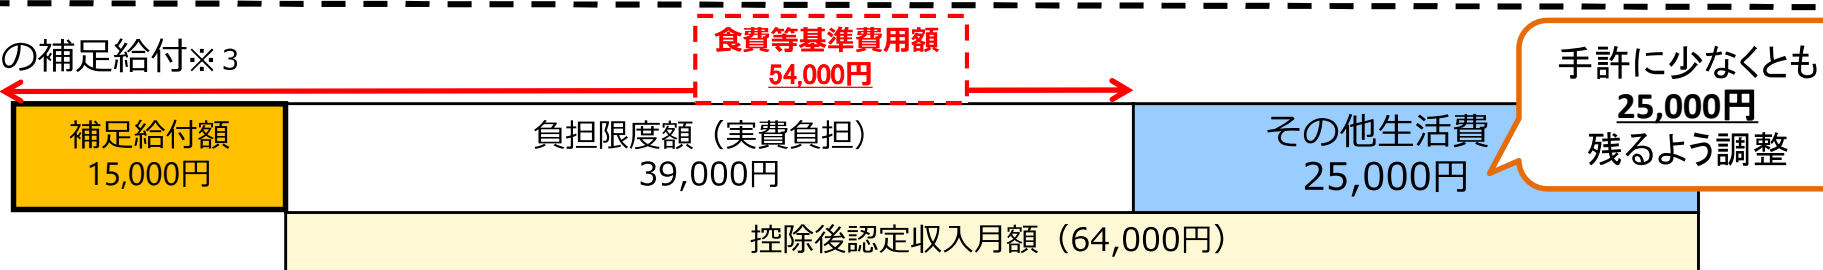 の補足給付※３
食費等基準費用額
54,000円
手許に少なくとも
25,000円
残るよう調整
補足給付額
15,000円
負担限度額（実費負担）
39,000円
その他生活費
25,000円
控除後認定収入月額（64,000円）